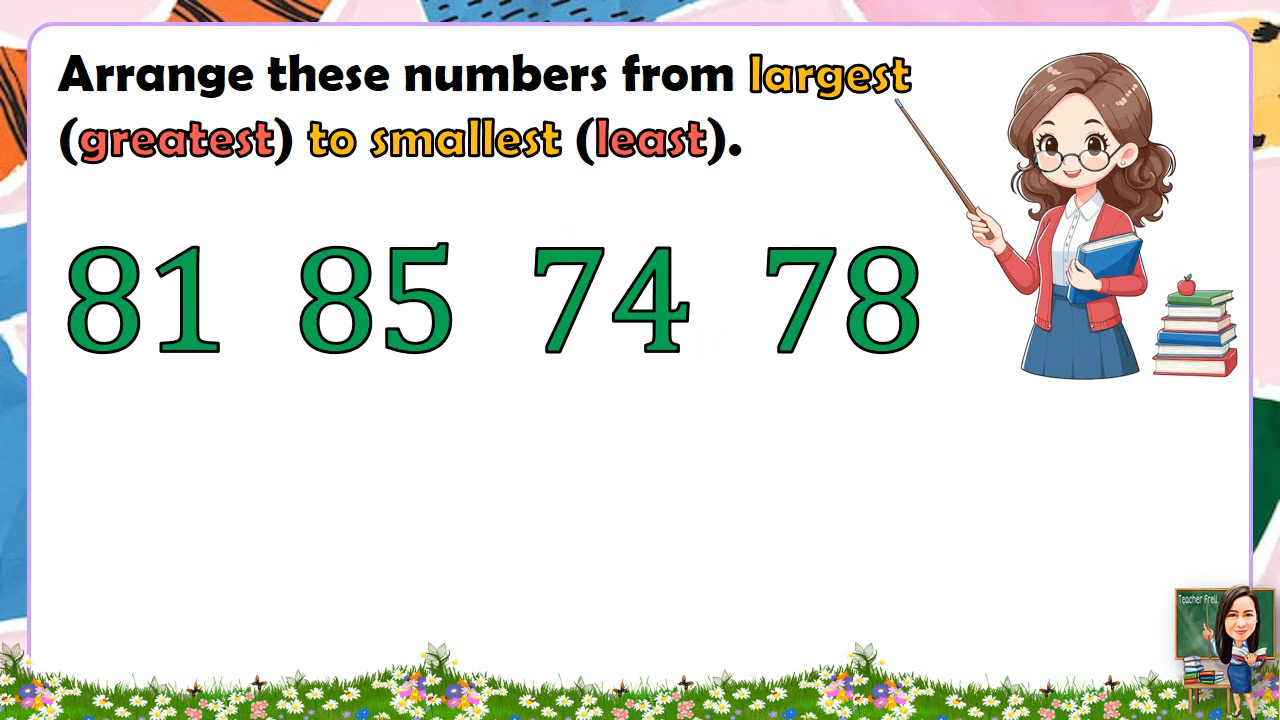 Arrange these numbers from largest
(greatest) to smallest (least).
81 85 74 78
Teacher Frell